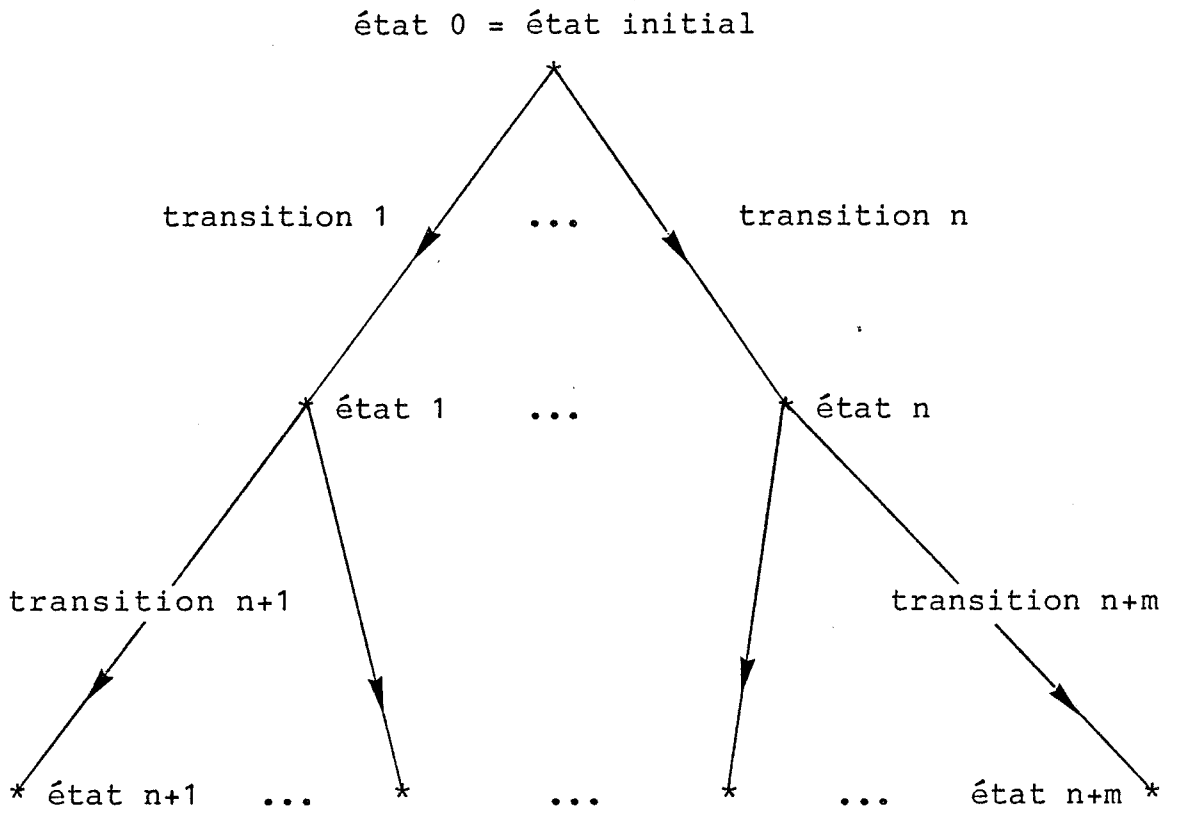 état 0 = état initial
*
transition 1 ... transition n
* état 1 ... * état n
transition n+1 transition n+m
* état n+1 ... * ... * ... état n+m *